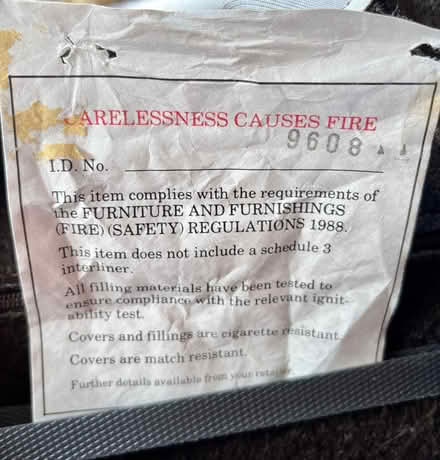 CARELESSNESS CAUSES FIRE
9608
I.D. No.
This item complies with the requirements of
the FURNITURE AND FURNISHINGS
(FIRE) (SAFETY) REGULATIONS 1988.
This item does not include a schedule 3
interliner.
All filling materials have been tested to
ensure compliance with the relevant ignit-
ability test.
Covers and fillings are cigarette resistant.
Covers are match resistant.
Further details available from your retailer.